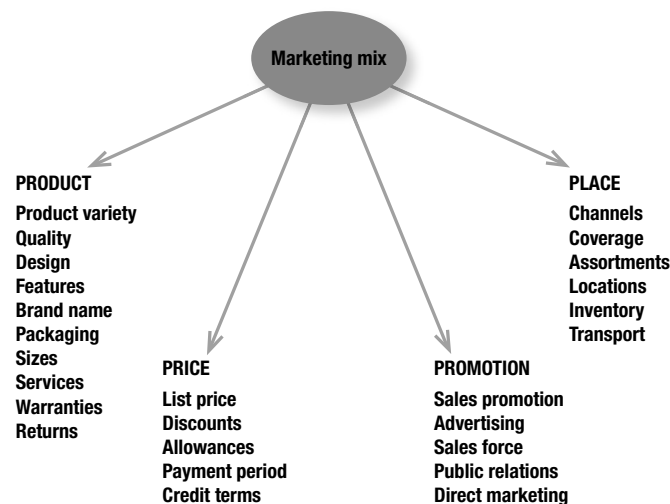 Marketing mix
PRODUCT
Product variety
Quality
Design
Features
Brand name
Packaging
Sizes
Services
Warranties
Returns
PRICE
List price
Discounts
Allowances
Payment period
Credit terms
PROMOTION
Sales promotion
Advertising
Sales force
Public relations
Direct marketing
PLACE
Channels
Coverage
Assortments
Locations
Inventory
Transport